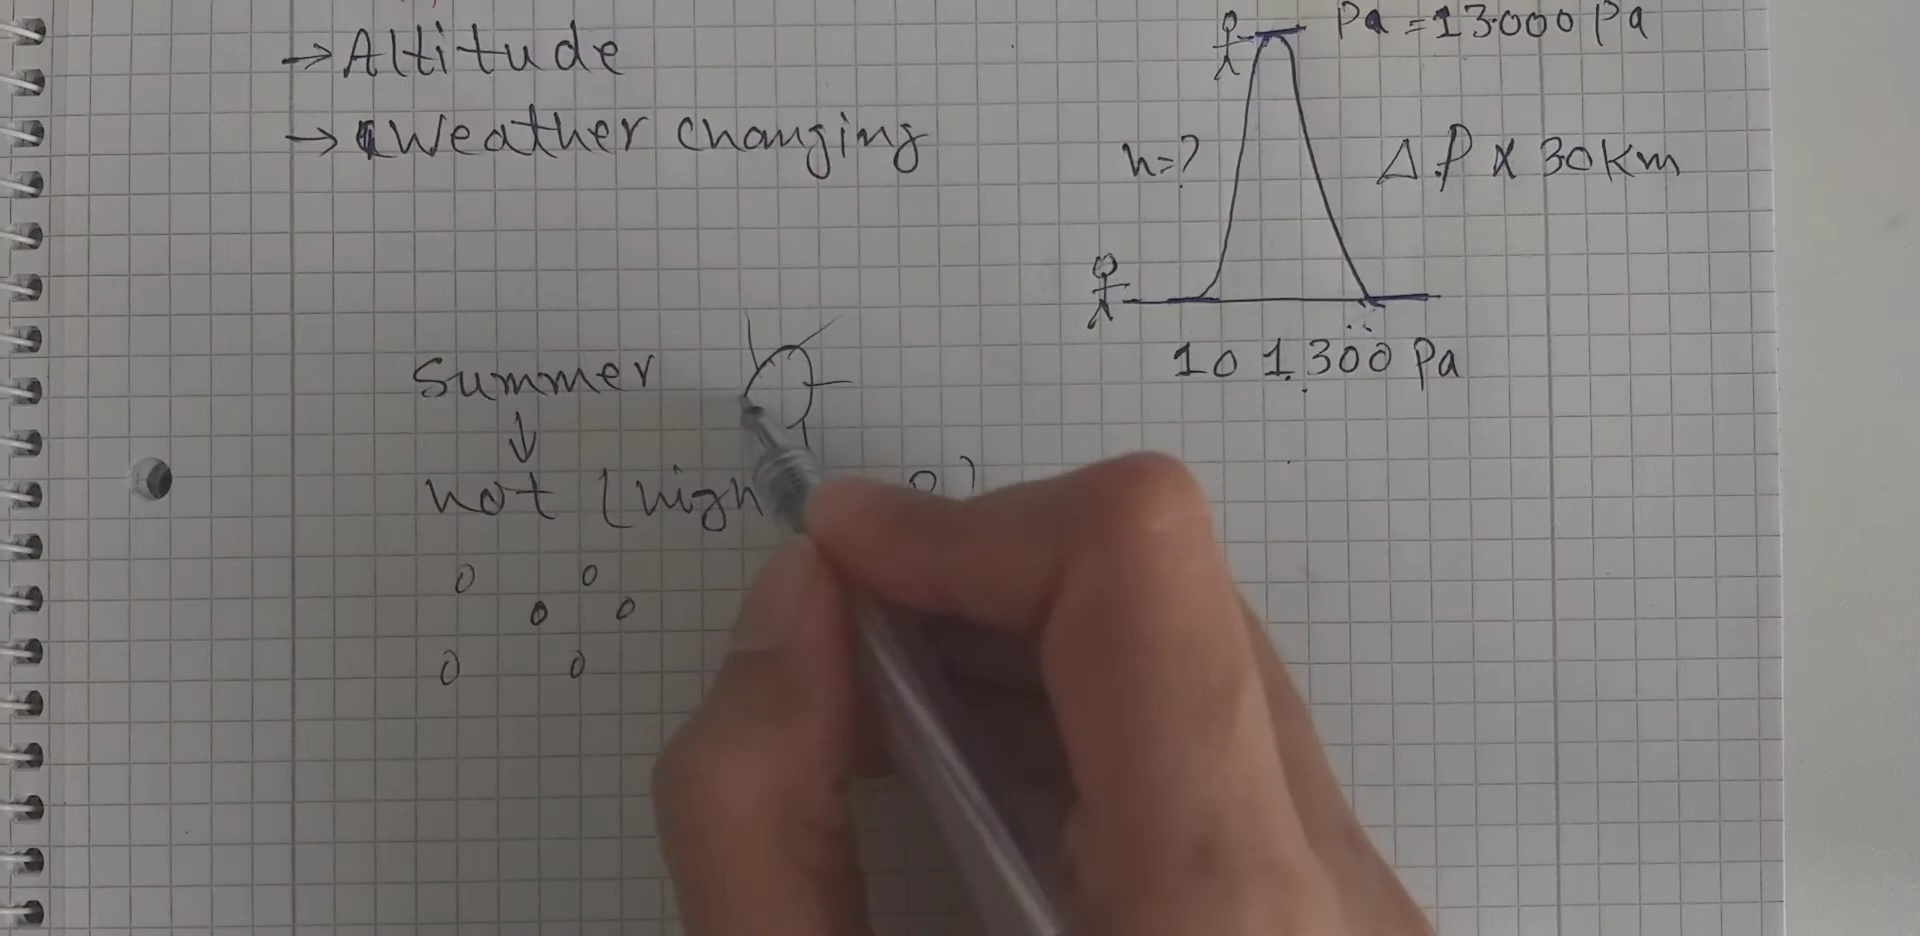 → Altitude
→ Weather changing
Pa = 13000 Pa
h=?
ΔP x 30km
101300 Pa
Summer
↓
hot (high